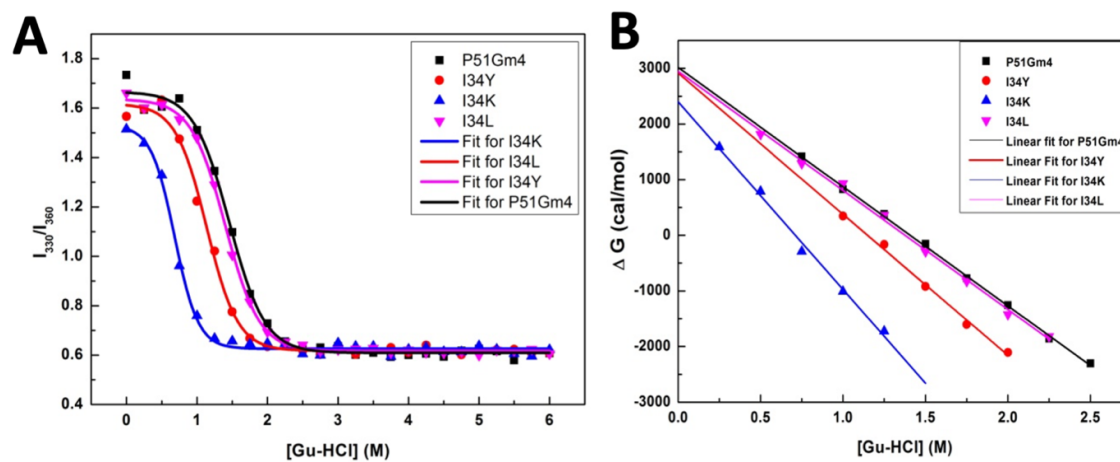 A
I330/I360
1.8
1.6
1.4
1.2
1.0
0.8
0.6
0.4
P51Gm4
I34Y
I34K
I34L
Fit for I34K
Fit for I34L
Fit for I34Y
Fit for P51Gm4
0 1 2 3 4 5 6
[Gu-HCl] (M)
B
Δ G (cal/mol)
3000
2000
1000
0
-1000
-2000
-3000
P51Gm4
I34Y
I34K
I34L
Linear fit for P51Gm4
Linear Fit for I34Y
Linear Fit for I34K
Linear Fit for I34L
0.0 0.5 1.0 1.5 2.0 2.5
[Gu-HCl] (M)